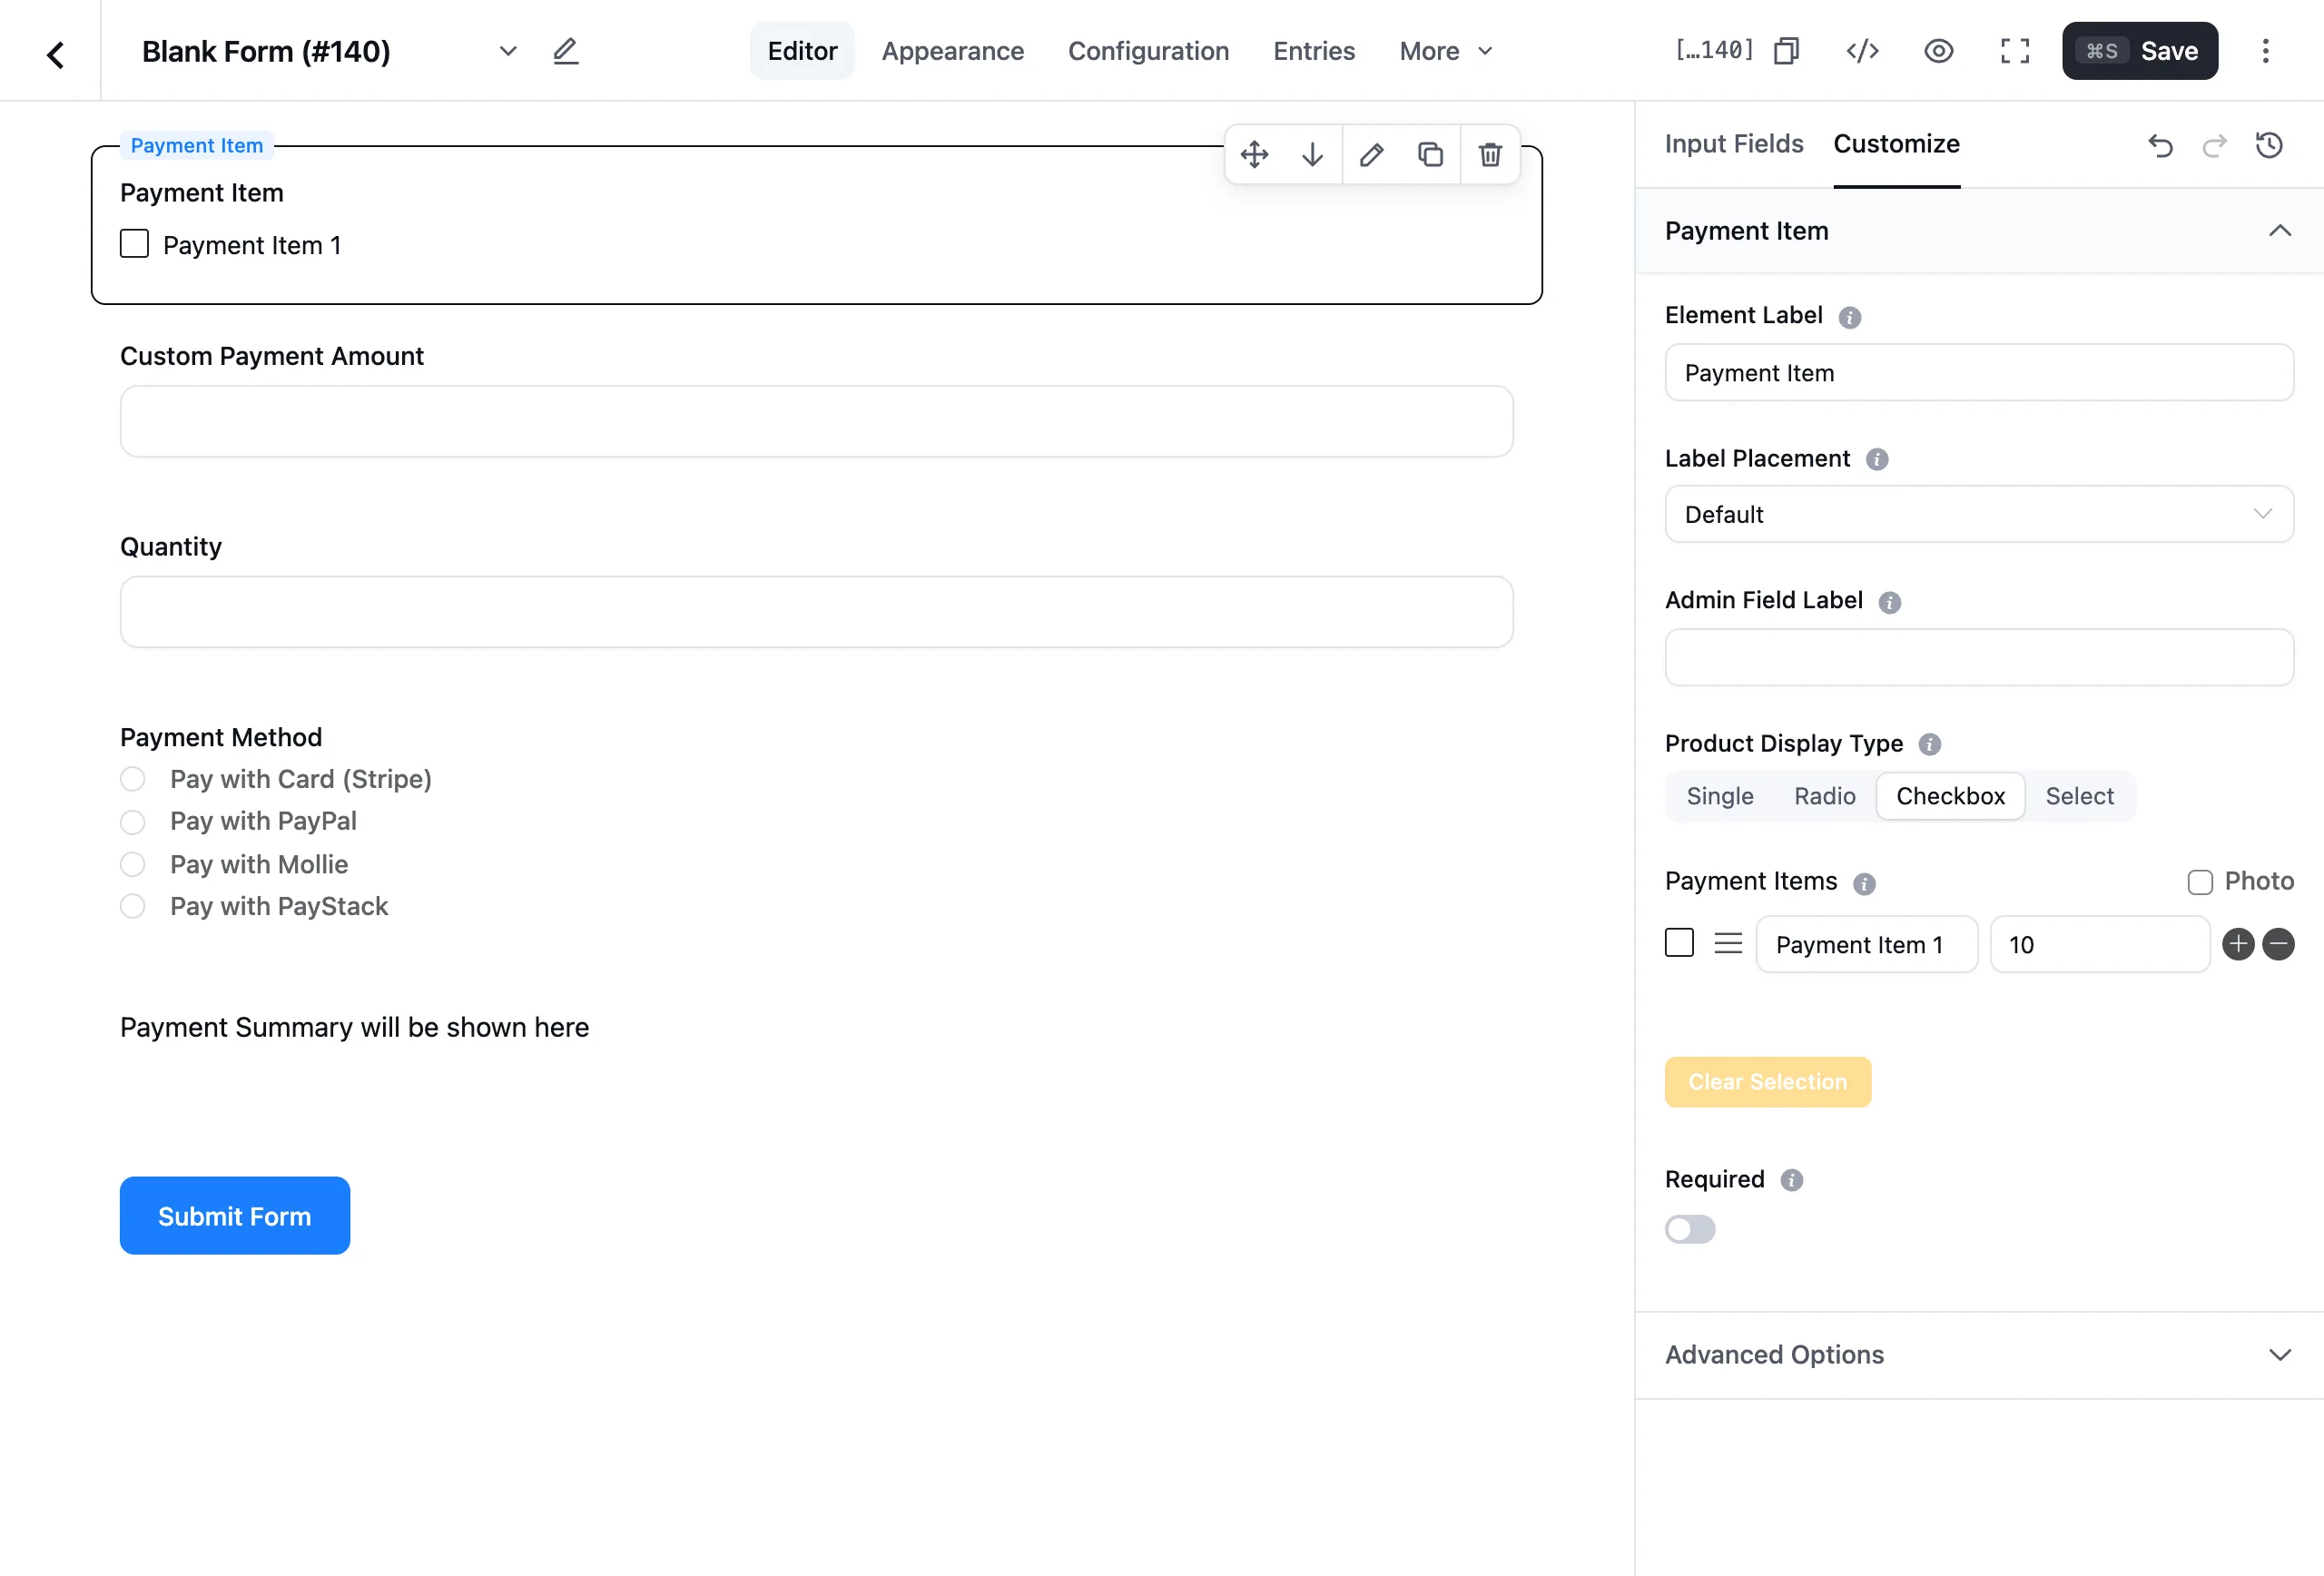 Blank Form (#140)
Editor
Appearance
Configuration
Entries
More
[...140]
⌘S Save
Payment Item
Payment Item
Payment Item 1
Custom Payment Amount
Quantity
Payment Method
Pay with Card (Stripe)
Pay with PayPal
Pay with Mollie
Pay with PayStack
Payment Summary will be shown here
Submit Form
Input Fields
Customize
Payment Item
Element Label
Payment Item
Label Placement
Default
Admin Field Label
Product Display Type
Single
Radio
Checkbox
Select
Payment Items
Photo
Payment Item 1
10
Clear Selection
Required
Advanced Options